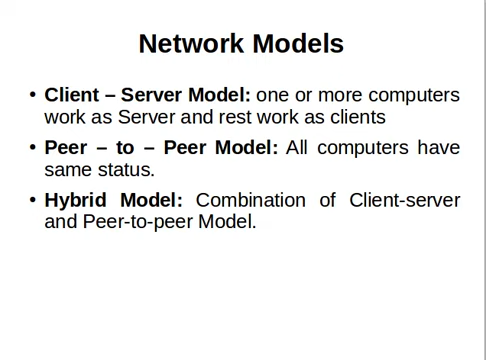 Network Models
• Client – Server Model: one or more computers
work as Server and rest work as clients
• Peer – to – Peer Model: All computers have
same status.
• Hybrid Model: Combination of Client-server
and Peer-to-peer Model.